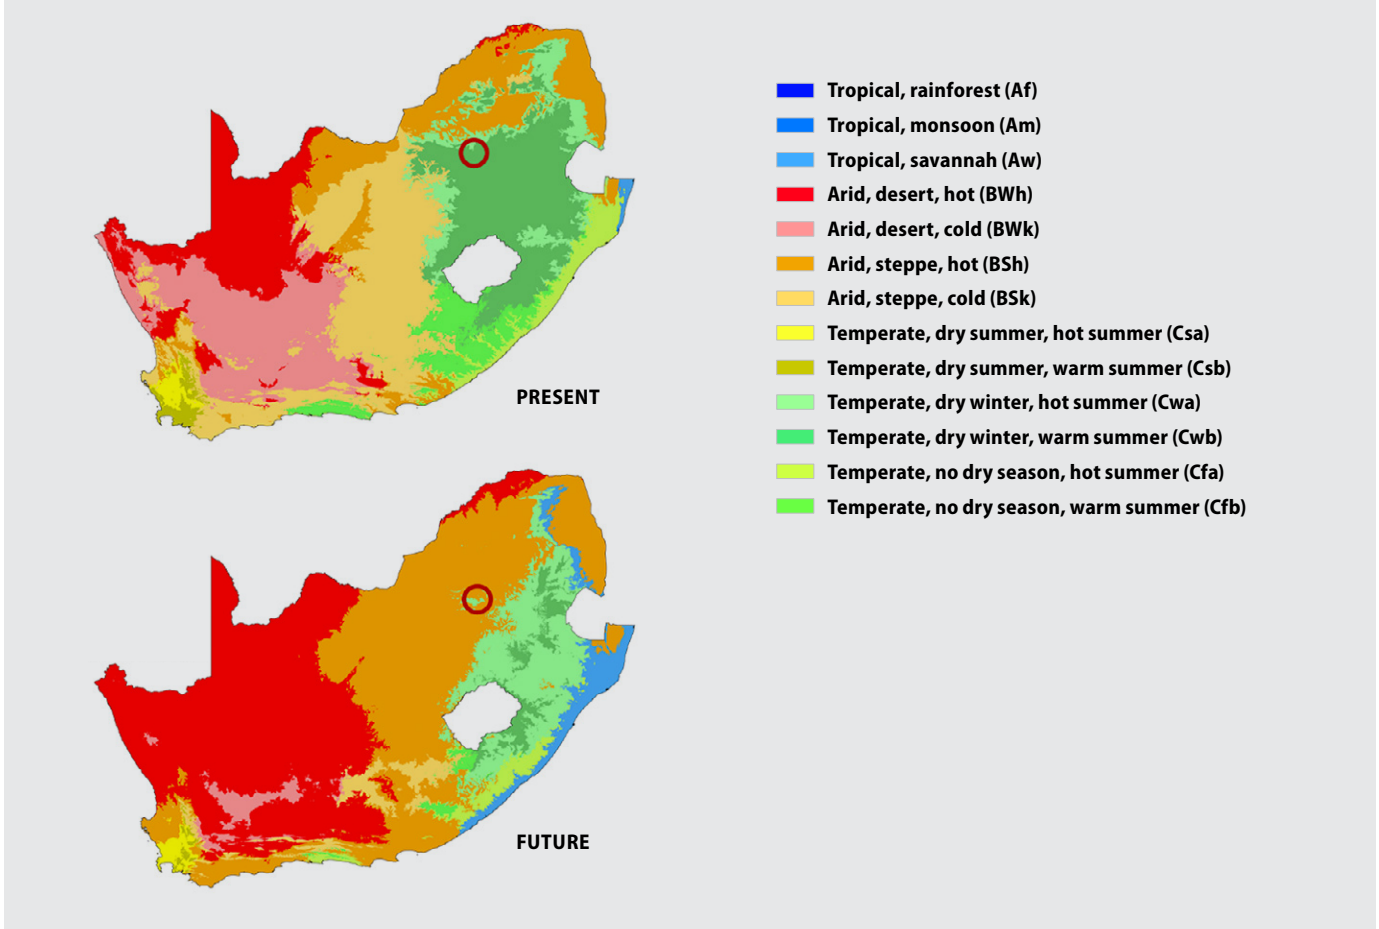 Tropical, rainforest (Af)
Tropical, monsoon (Am)
Tropical, savannah (Aw)
Arid, desert, hot (BWh)
Arid, desert, cold (BWk)
Arid, steppe, hot (BSh)
Arid, steppe, cold (BSk)
Temperate, dry summer, hot summer (Csa)
Temperate, dry summer, warm summer (Csb)
Temperate, dry winter, hot summer (Cwa)
Temperate, dry winter, warm summer (Cwb)
Temperate, no dry season, hot summer (Cfa)
Temperate, no dry season, warm summer (Cfb)
PRESENT
FUTURE